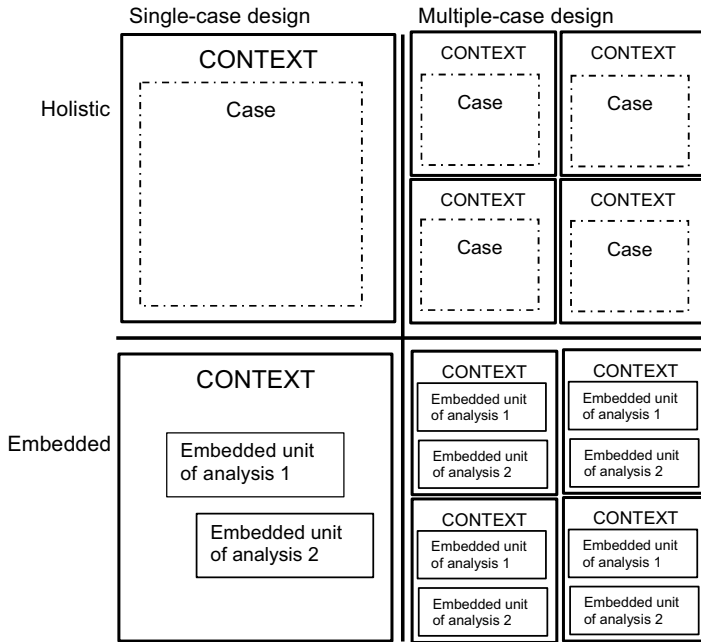 Single-case design
Multiple-case design
Holistic
CONTEXT
Case
CONTEXT
Case
CONTEXT
Case
CONTEXT
Case
CONTEXT
Case
Embedded
CONTEXT
Embedded unit
of analysis 1
Embedded unit
of analysis 2
CONTEXT
Embedded unit
of analysis 1
Embedded unit
of analysis 2
CONTEXT
Embedded unit
of analysis 1
Embedded unit
of analysis 2
CONTEXT
Embedded unit
of analysis 1
Embedded unit
of analysis 2
CONTEXT
Embedded unit
of analysis 1
Embedded unit
of analysis 2